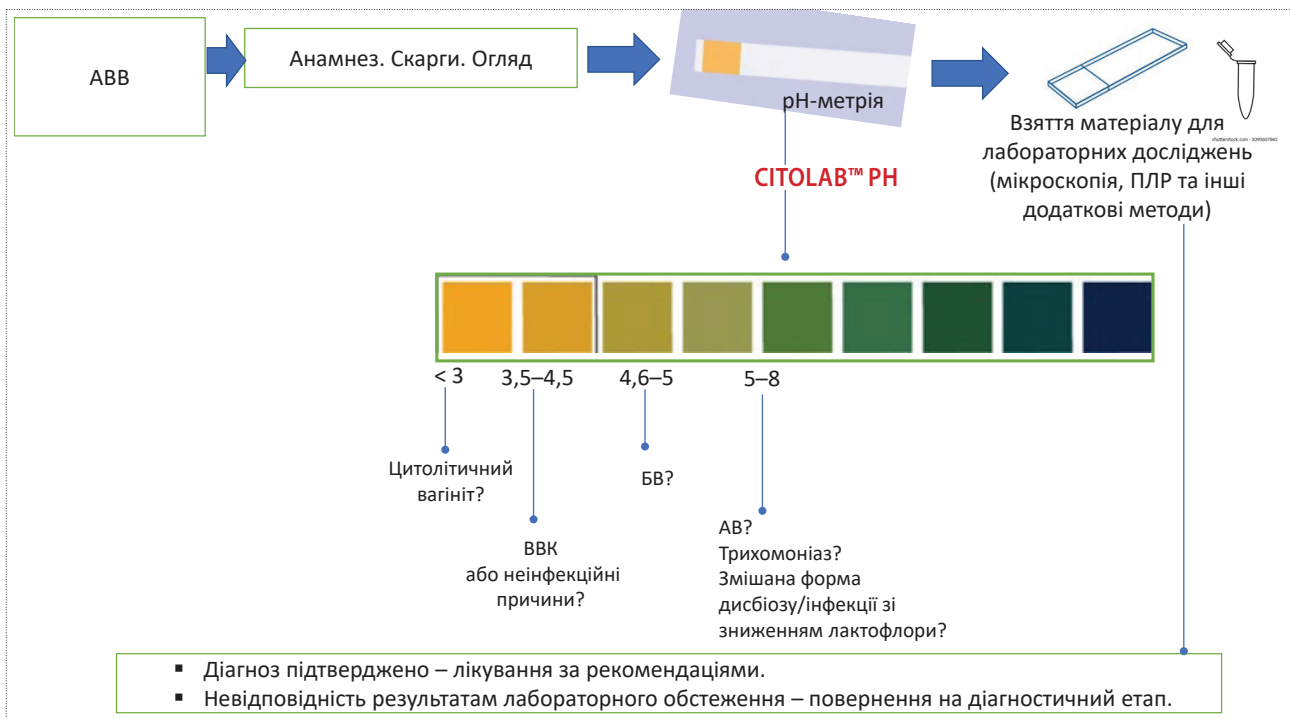 АВВ
Анамнез. Скарги. Огляд
pH-метрія
CITOLAB™ PH
Взяття матеріалу для
лабораторних досліджень
(мікроскопія, ПЛР та інші
додаткові методи)
shutterstock.com · 1090607843
< 3
3,5–4,5
4,6–5
5–8
Цитолітичний
вагініт?
ВВК
або неінфекційні
причини?
БВ?
АВ?
Трихомоніаз?
Змішана форма
дисбіозу/інфекції зі
зниженням лактофлори?
▪ Діагноз підтверджено – лікування за рекомендаціями.
▪ Невідповідність результатам лабораторного обстеження – повернення на діагностичний етап.